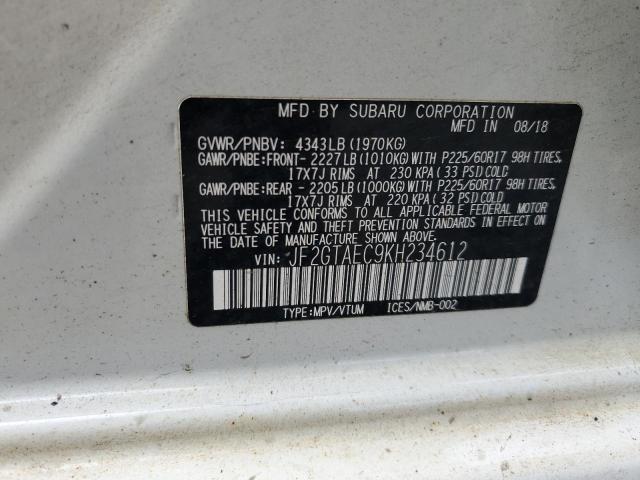 MFD BY SUBARU CORPORATION
MFD IN 08/18
GVWR/PNBV: 4343LB(1970KG)
GAWR/PNBE:FRONT- 2227LB(1010KG)WITH P225/60R17 98H TIRES,
17X7J RIMS AT 230 KPA(33 PSI)COLD
GAWR/PNBE:REAR - 2205LB(1000KG)WITH P225/60R17 98H TIRES,
17X7J RIMS AT 220 KPA(32 PSI)COLD
THIS VEHICLE CONFORMS TO ALL APPLICABLE FEDERAL MOTOR
VEHICLE SAFETY AND THEFT PREVENTION STANDARDS IN EFFECT
ON THE DATE OF MANUFACTURE SHOWN ABOVE.
VIN: JF2GTAEC9KH234612
TYPE:MPV/VTUM ICES/NMB-002